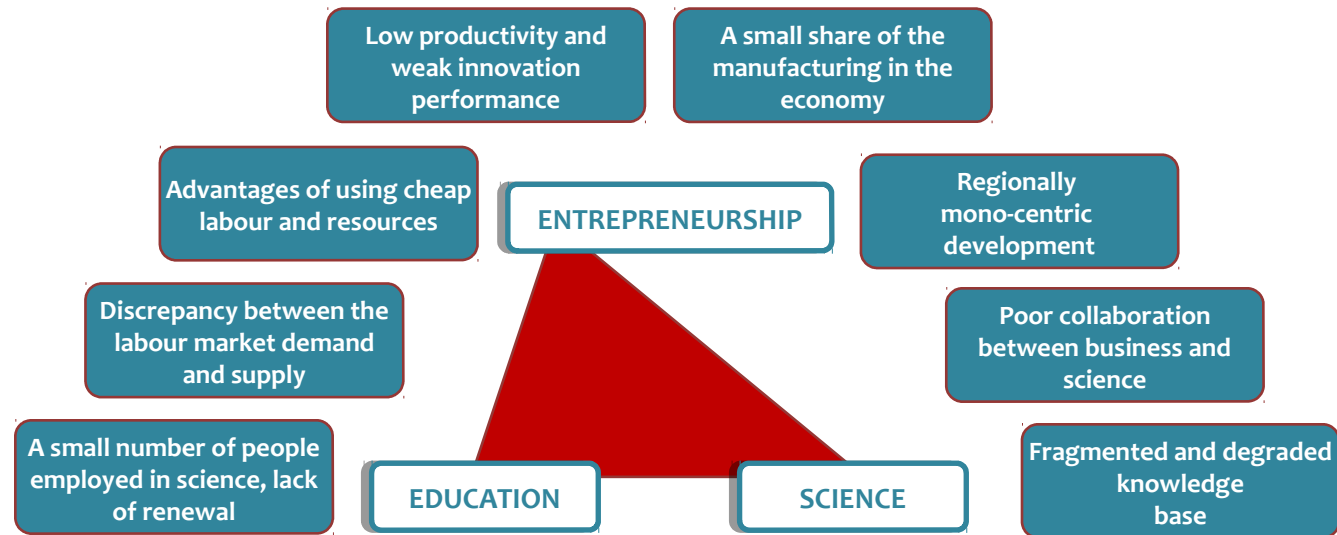 Low productivity and
weak innovation
performance
A small share of the
manufacturing in the
economy
Advantages of using cheap
labour and resources
ENTREPRENEURSHIP
Regionally
mono-centric
development
Discrepancy between the
labour market demand
and supply
Poor collaboration
between business and
science
A small number of people
employed in science, lack
of renewal
EDUCATION
SCIENCE
Fragmented and degraded
knowledge
base